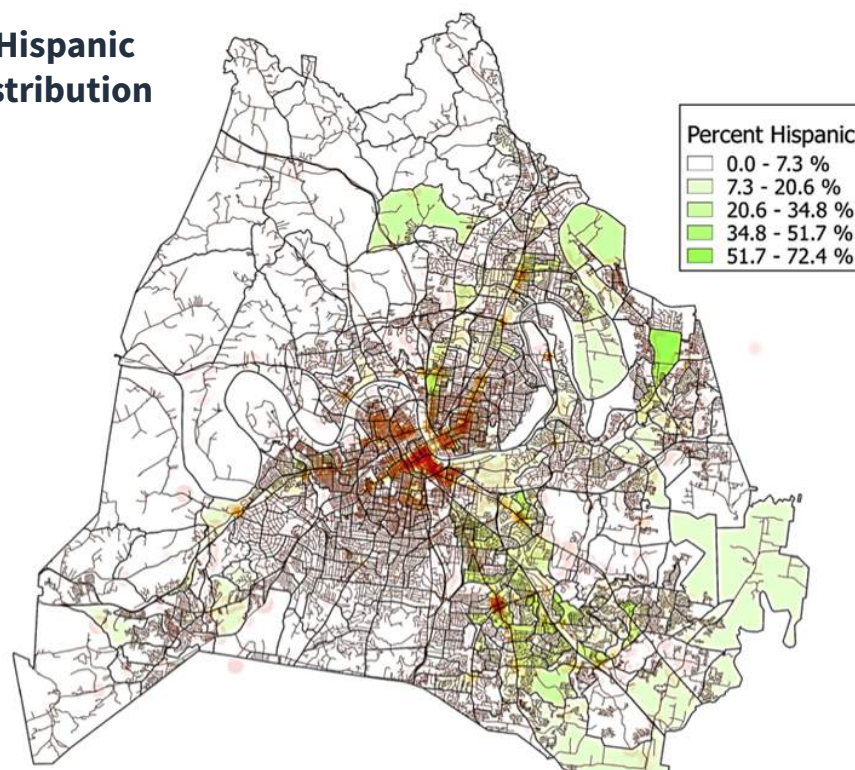 Hispanic
stribution
Percent Hispanic
0.0 - 7.3 %
7.3 - 20.6 %
20.6 - 34.8 %
34.8 - 51.7 %
51.7 - 72.4 %